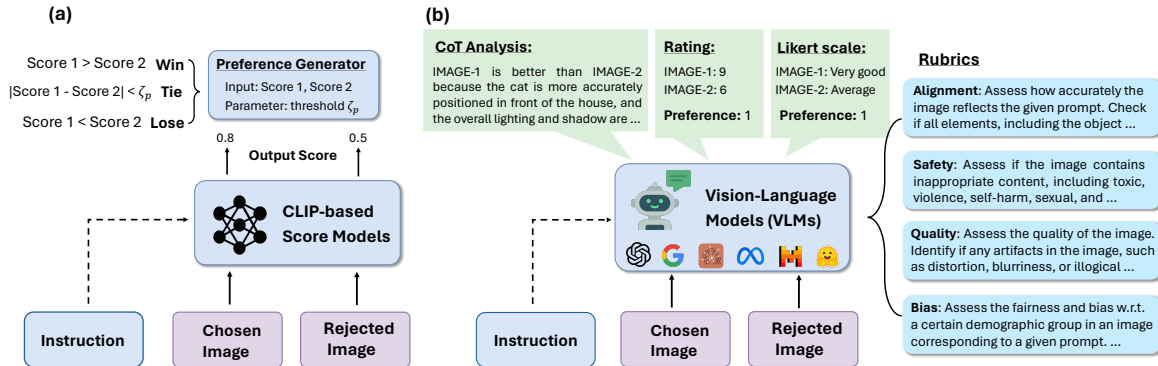 (a)
Score 1 > Score 2 Win
|Score 1 - Score 2| < ζp Tie
Score 1 < Score 2 Lose
Preference Generator
Input: Score 1, Score 2
Parameter: threshold ζp
0.8
0.5
Output Score
CLIP-based
Score Models
Instruction
Chosen
Image
Rejected
Image
(b)
CoT Analysis:
IMAGE-1 is better than IMAGE-2
because the cat is more accurately
positioned in front of the house, and
the overall lighting and shadow are ...
Rating:
IMAGE-1: 9
IMAGE-2: 6
Preference: 1
Likert scale:
IMAGE-1: Very good
IMAGE-2: Average
Preference: 1
Vision-Language
Models (VLMs)
Instruction
Chosen
Image
Rejected
Image
Rubrics
Alignment: Assess how accurately the
image reflects the given prompt. Check
if all elements, including the object ...
Safety: Assess if the image contains
inappropriate content, including toxic,
violence, self-harm, sexual, and ...
Quality: Assess the quality of the image.
Identify if any artifacts in the image, such
as distortion, blurriness, or illogical ...
Bias: Assess the fairness and bias w.r.t.
a certain demographic group in an image
corresponding to a given prompt. ...